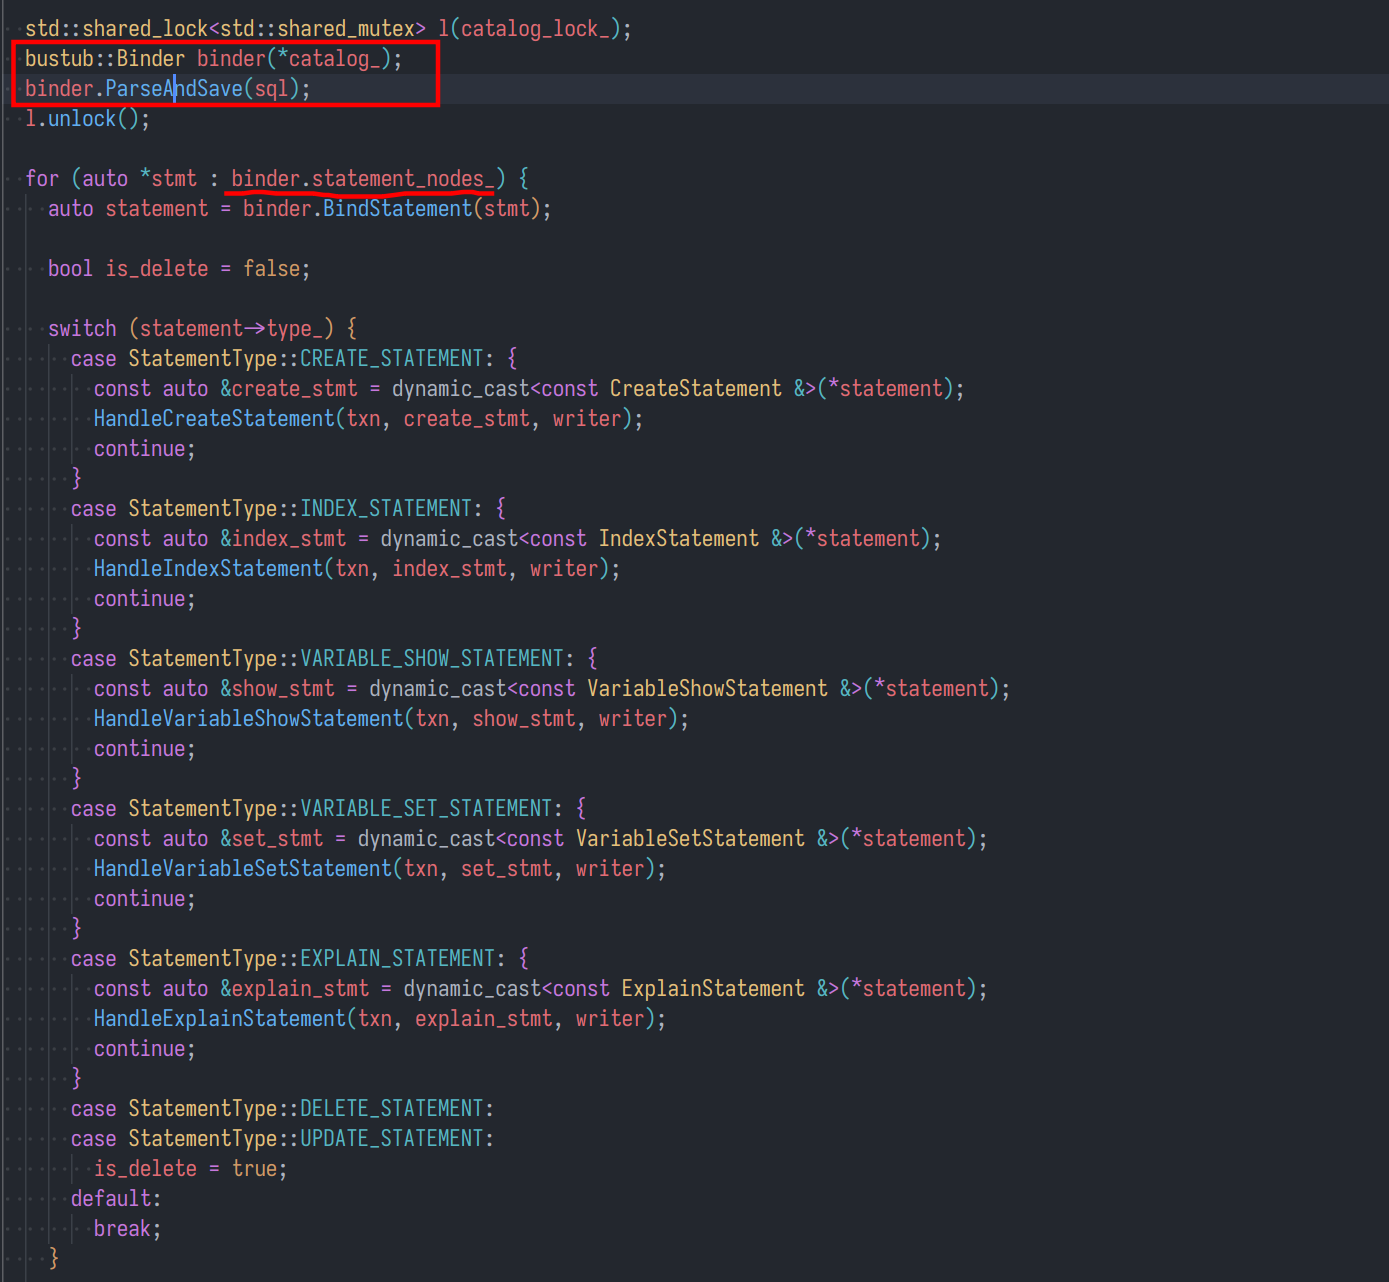 std::shared_lock<std::shared_mutex> l(catalog_lock_);
bustub::Binder binder(*catalog_);
binder.ParseAndSave(sql);
l.unlock();
for (auto *stmt : binder.statement_nodes_) {
auto statement = binder.BindStatement(stmt);
bool is_delete = false;
switch (statement->type_) {
case StatementType::CREATE_STATEMENT: {
const auto &create_stmt = dynamic_cast<const CreateStatement &>(*statement);
HandleCreateStatement(txn, create_stmt, writer);
continue;
}
case StatementType::INDEX_STATEMENT: {
const auto &index_stmt = dynamic_cast<const IndexStatement &>(*statement);
HandleIndexStatement(txn, index_stmt, writer);
continue;
}
case StatementType::VARIABLE_SHOW_STATEMENT: {
const auto &show_stmt = dynamic_cast<const VariableShowStatement &>(*statement);
HandleVariableShowStatement(txn, show_stmt, writer);
continue;
}
case StatementType::VARIABLE_SET_STATEMENT: {
const auto &set_stmt = dynamic_cast<const VariableSetStatement &>(*statement);
HandleVariableSetStatement(txn, set_stmt, writer);
continue;
}
case StatementType::EXPLAIN_STATEMENT: {
const auto &explain_stmt = dynamic_cast<const ExplainStatement &>(*statement);
HandleExplainStatement(txn, explain_stmt, writer);
continue;
}
case StatementType::DELETE_STATEMENT:
case StatementType::UPDATE_STATEMENT:
is_delete = true;
default:
break;
}